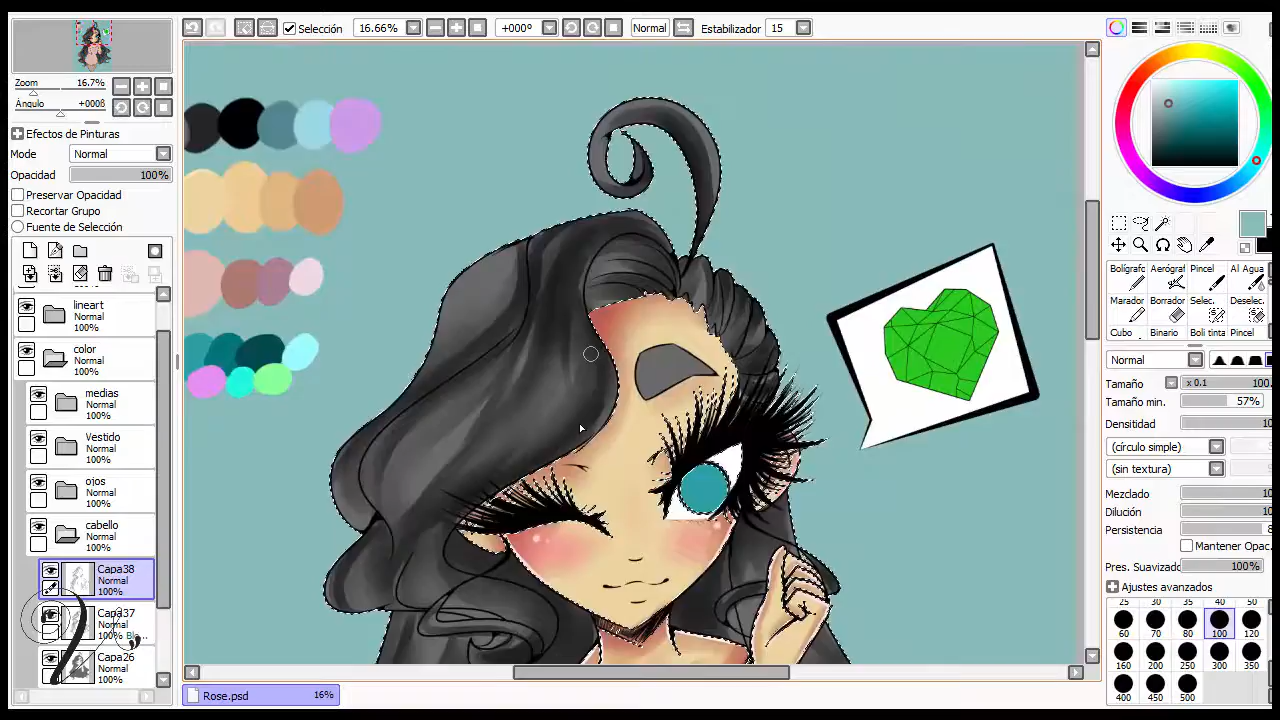 Selección
16.66%
+000º
Normal
Estabilizador
15
Zoom
16.7%
Ángulo
+000º
Efectos de Pinturas
Mode
Normal
Opacidad
100%
Preservar Opacidad
Recortar Grupo
Fuente de Selección
lineart
Normal
100%
color
Normal
100%
medias
Normal
100%
Vestido
Normal
100%
ojos
Normal
100%
cabello
Normal
100%
Capa38
Normal
100%
Capa37
Normal
100%
Capa26
Normal
100%
Rose.psd
16%
Bolígrafo
Aerógrafo
Pincel
Al Agua
Marador
Borrador
Selec.
Deselec.
Cubo
Binario
Boli tinta
Pincel
Normal
Tamaño
x 0.1
100.
Tamaño min.
57%
Densidad
(círculo simple)
(sin textura)
Mezclado
Dilución
Persistencia
Mantener Opac.
Pres. Suavizado
100%
Ajustes avanzados
25 30 35 40 50
60 70 80 100 120
160 200 250 300 350
400 450 500